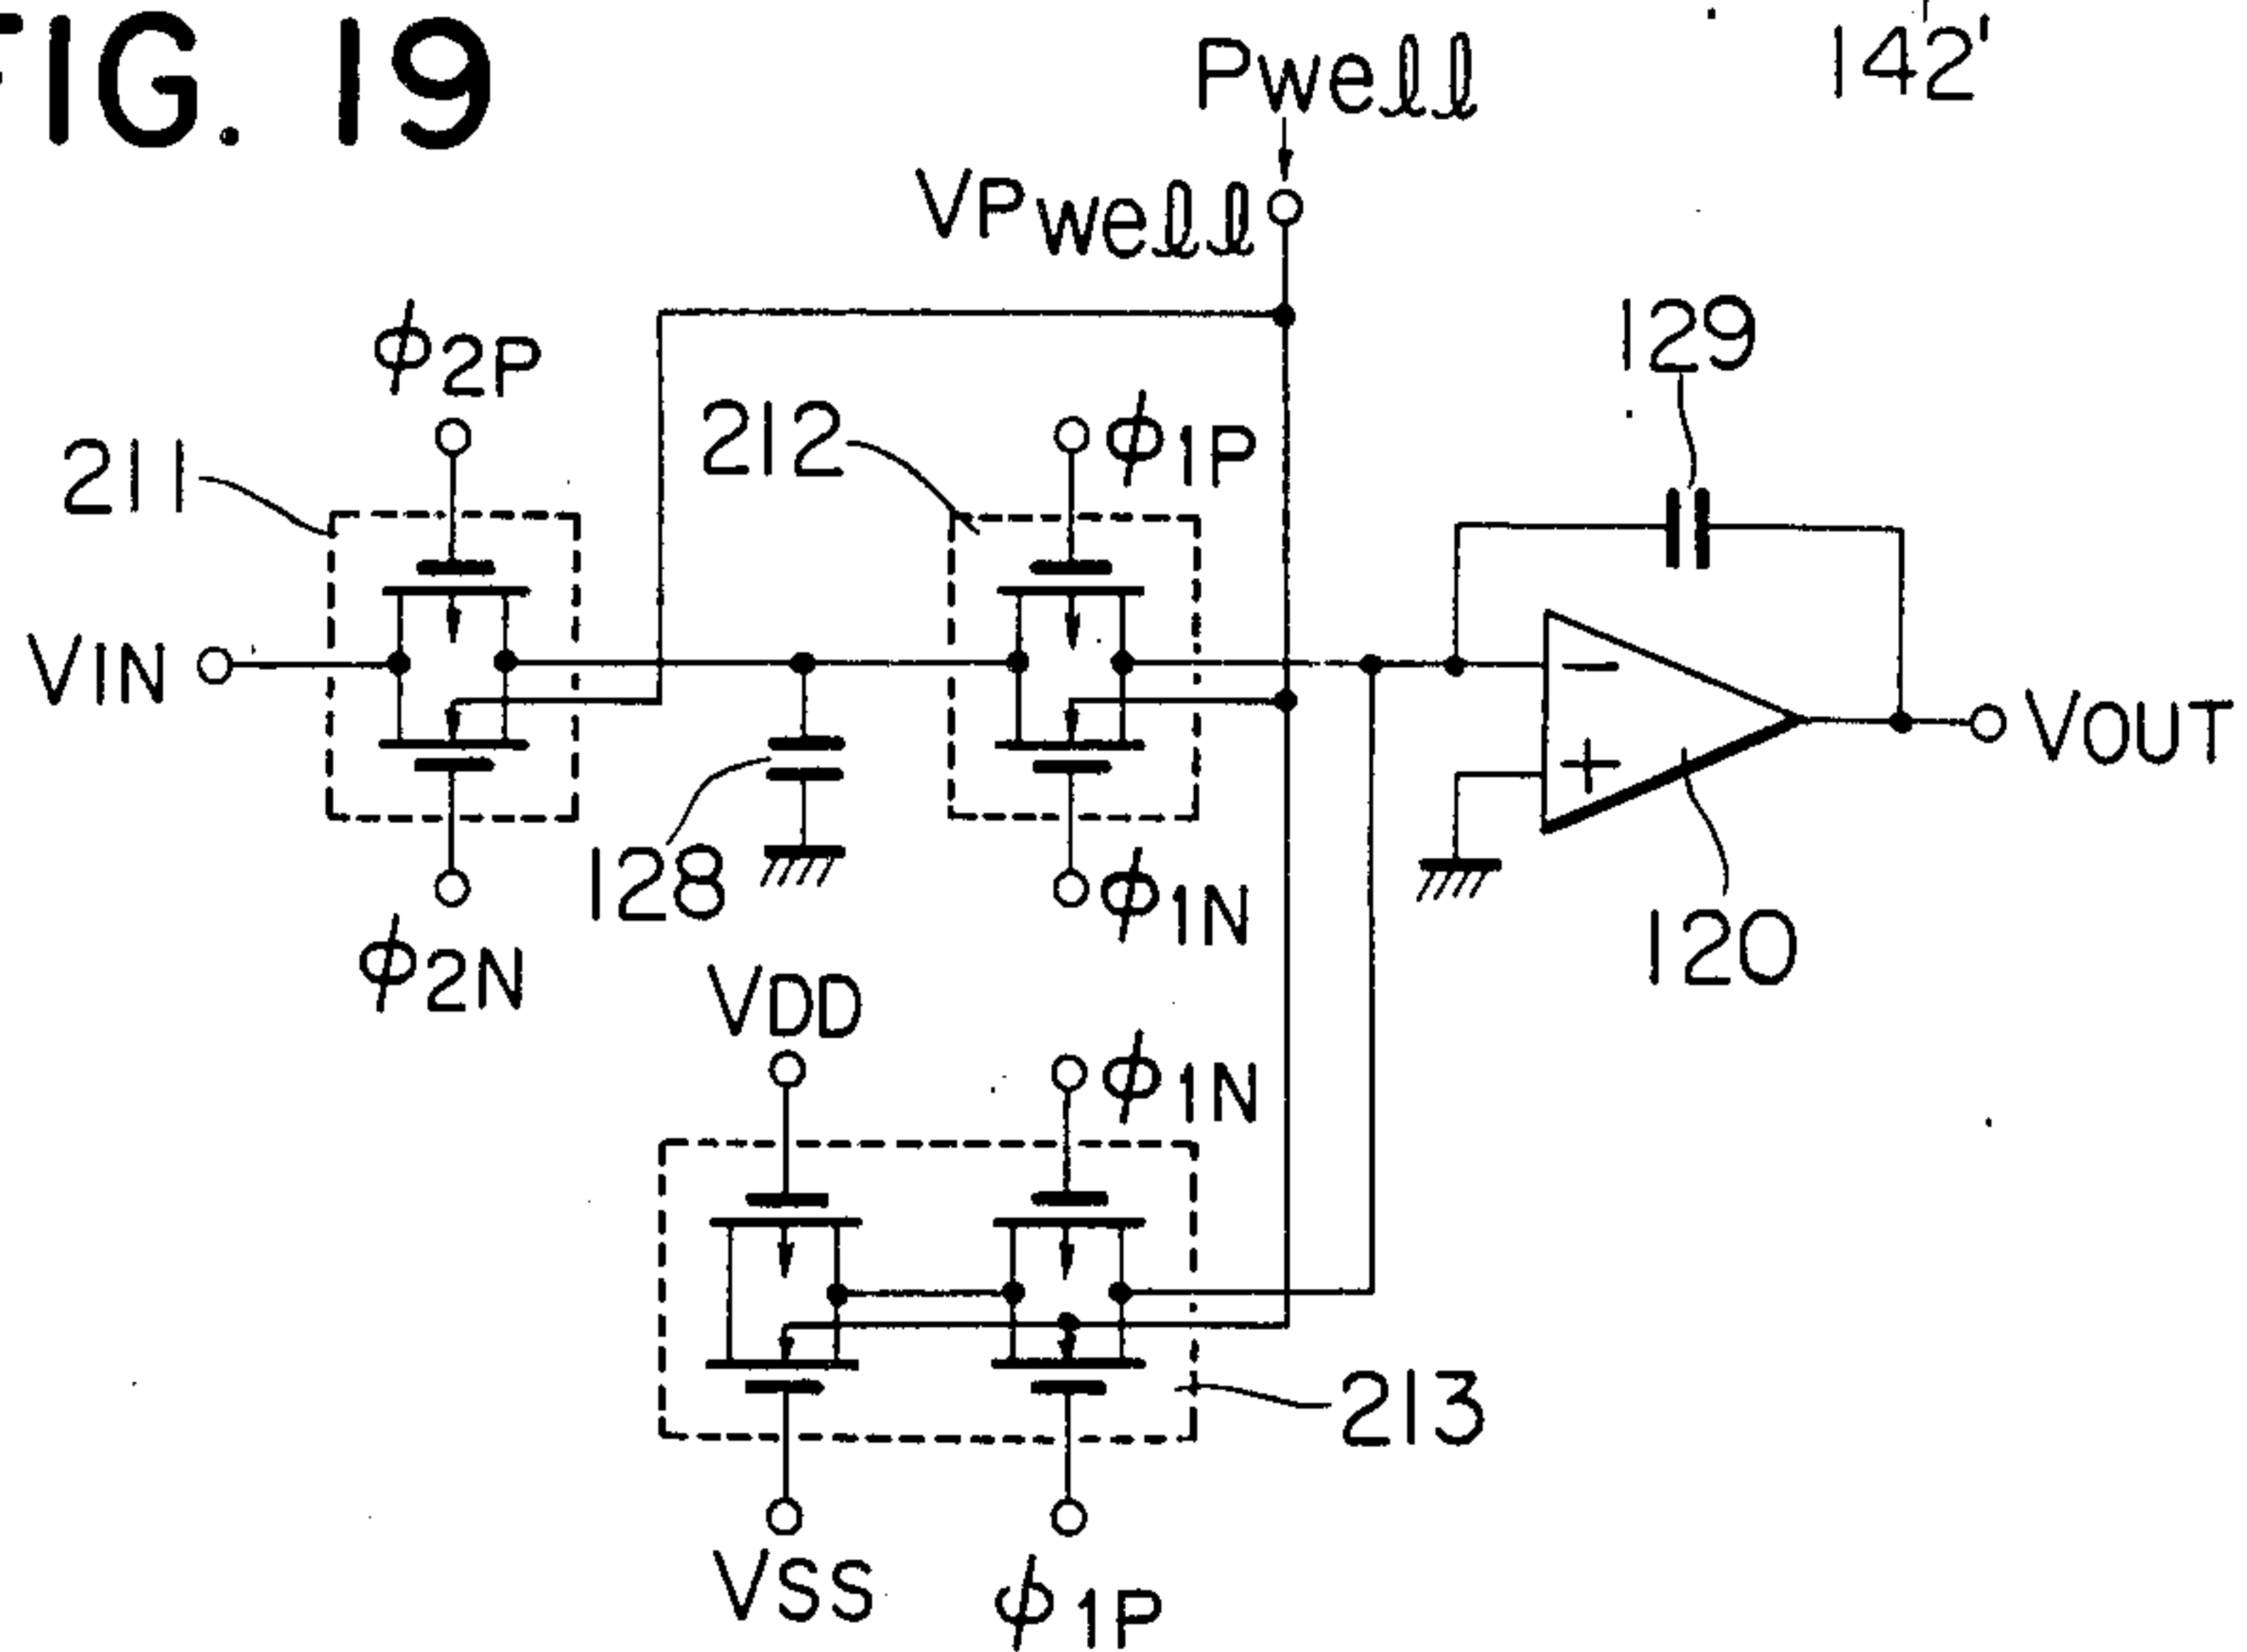 FIG. 19
142'
Pwell
VPwell
129
ϕ2P
212
ϕ1P
211
VIN
−
+
VOUT
128
ϕ1N
120
ϕ2N
VDD
ϕ1N
213
VSS
ϕ1P